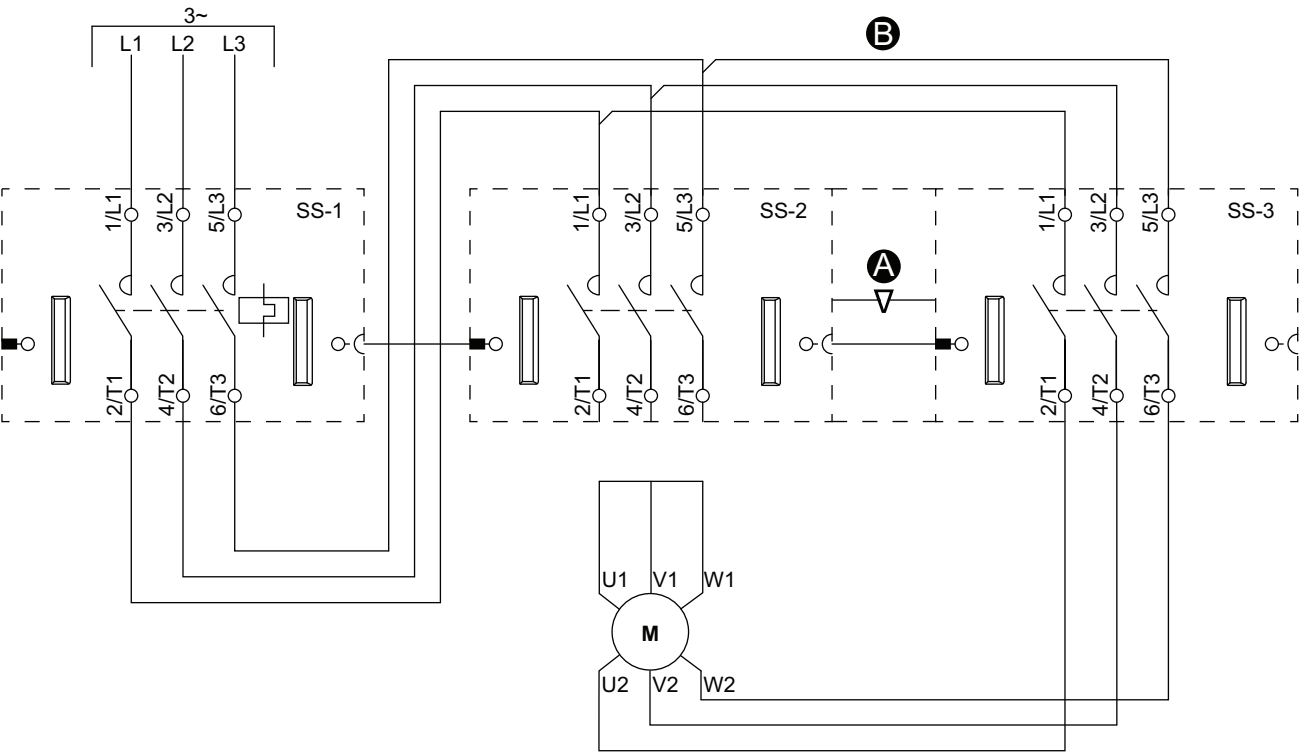 3~
L1 L2 L3
B
1/L1 3/L2 5/L3 SS-1
1/L1 3/L2 5/L3 SS-2
1/L1 3/L2 5/L3 SS-3
A
2/T1 4/T2 6/T3
2/T1 4/T2 6/T3
2/T1 4/T2 6/T3
U1 V1 W1
M
U2 V2 W2